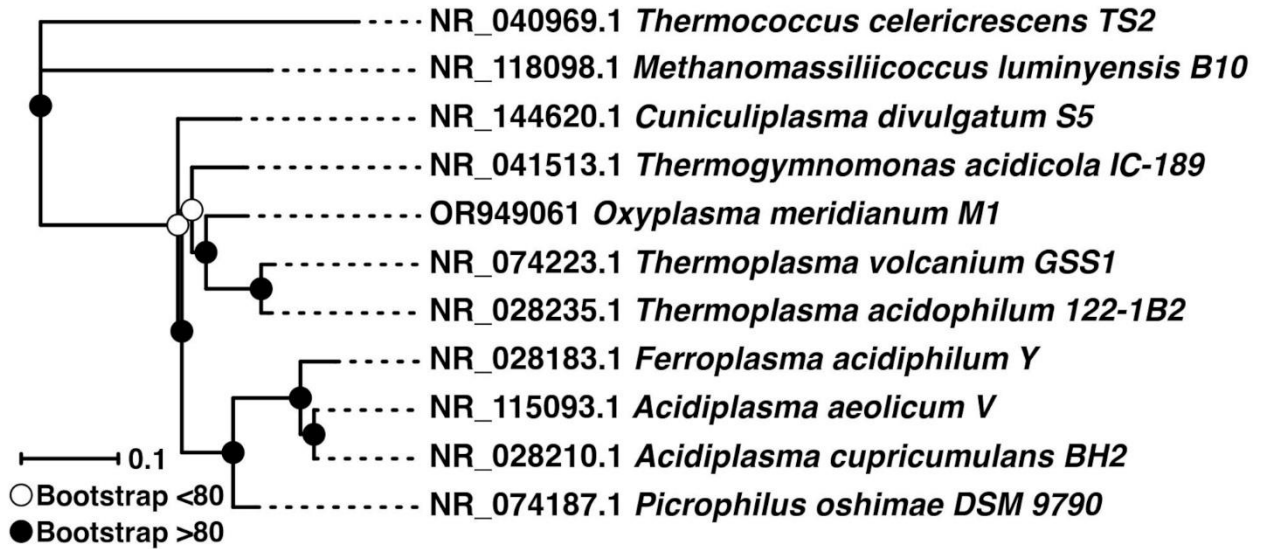 NR_040969.1 Thermococcus celericrescens TS2
NR_118098.1 Methanomassiliicoccus luminyensis B10
NR_144620.1 Cuniculiplasma divulgatum S5
NR_041513.1 Thermogymnomonas acidicola IC-189
OR949061 Oxyplasma meridianum M1
NR_074223.1 Thermoplasma volcanium GSS1
NR_028235.1 Thermoplasma acidophilum 122-1B2
NR_028183.1 Ferroplasma acidiphilum Y
NR_115093.1 Acidiplasma aeolicum V
NR_028210.1 Acidiplasma cupricumulans BH2
NR_074187.1 Picrophilus oshimae DSM 9790
0.1
Bootstrap <80
Bootstrap >80